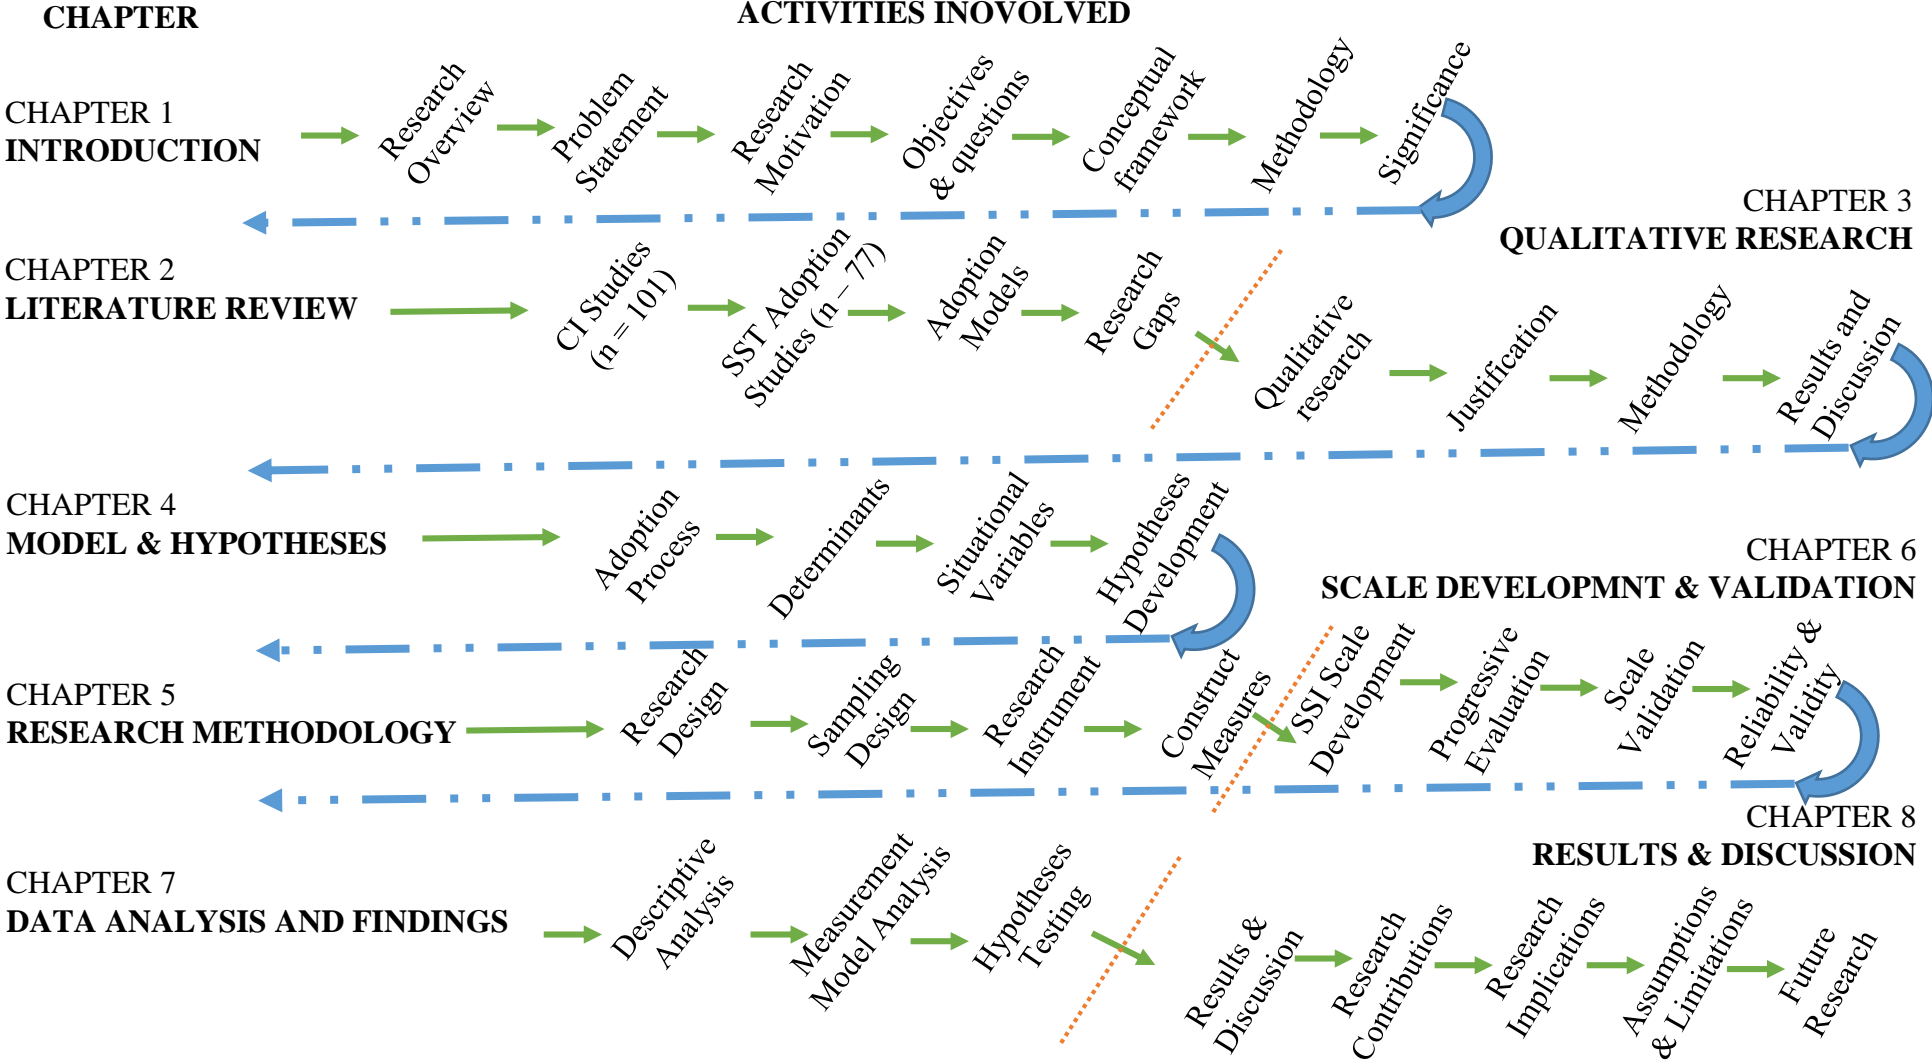 CHAPTER
ACTIVITIES INOVOLVED
CHAPTER 1
INTRODUCTION
Research
Overview
Problem
Statement
Research
Motivation
Objectives
& questions
Conceptual
framework
Methodology
Significance
CHAPTER 2
LITERATURE REVIEW
CI Studies
(n = 101)
SST Adoption
Studies (n – 77)
Adoption
Models
Research
Gaps
CHAPTER 3
QUALITATIVE RESEARCH
Qualitative
research
Justification
Methodology
Results and
Discussion
CHAPTER 4
MODEL & HYPOTHESES
Adoption
Process
Determinants
Situational
Variables
Hypotheses
Development
CHAPTER 5
RESEARCH METHODOLOGY
Research
Design
Sampling
Design
Research
Instrument
Construct
Measures
CHAPTER 6
SCALE DEVELOPMNT & VALIDATION
SSI Scale
Development
Progressive
Evaluation
Scale
Validation
Reliability &
Validity
CHAPTER 7
DATA ANALYSIS AND FINDINGS
Descriptive
Analysis
Measurement
Model Analysis
Hypotheses
Testing
CHAPTER 8
RESULTS & DISCUSSION
Results &
Discussion
Research
Contributions
Research
Implications
Assumptions
& Limitations
Future
Research